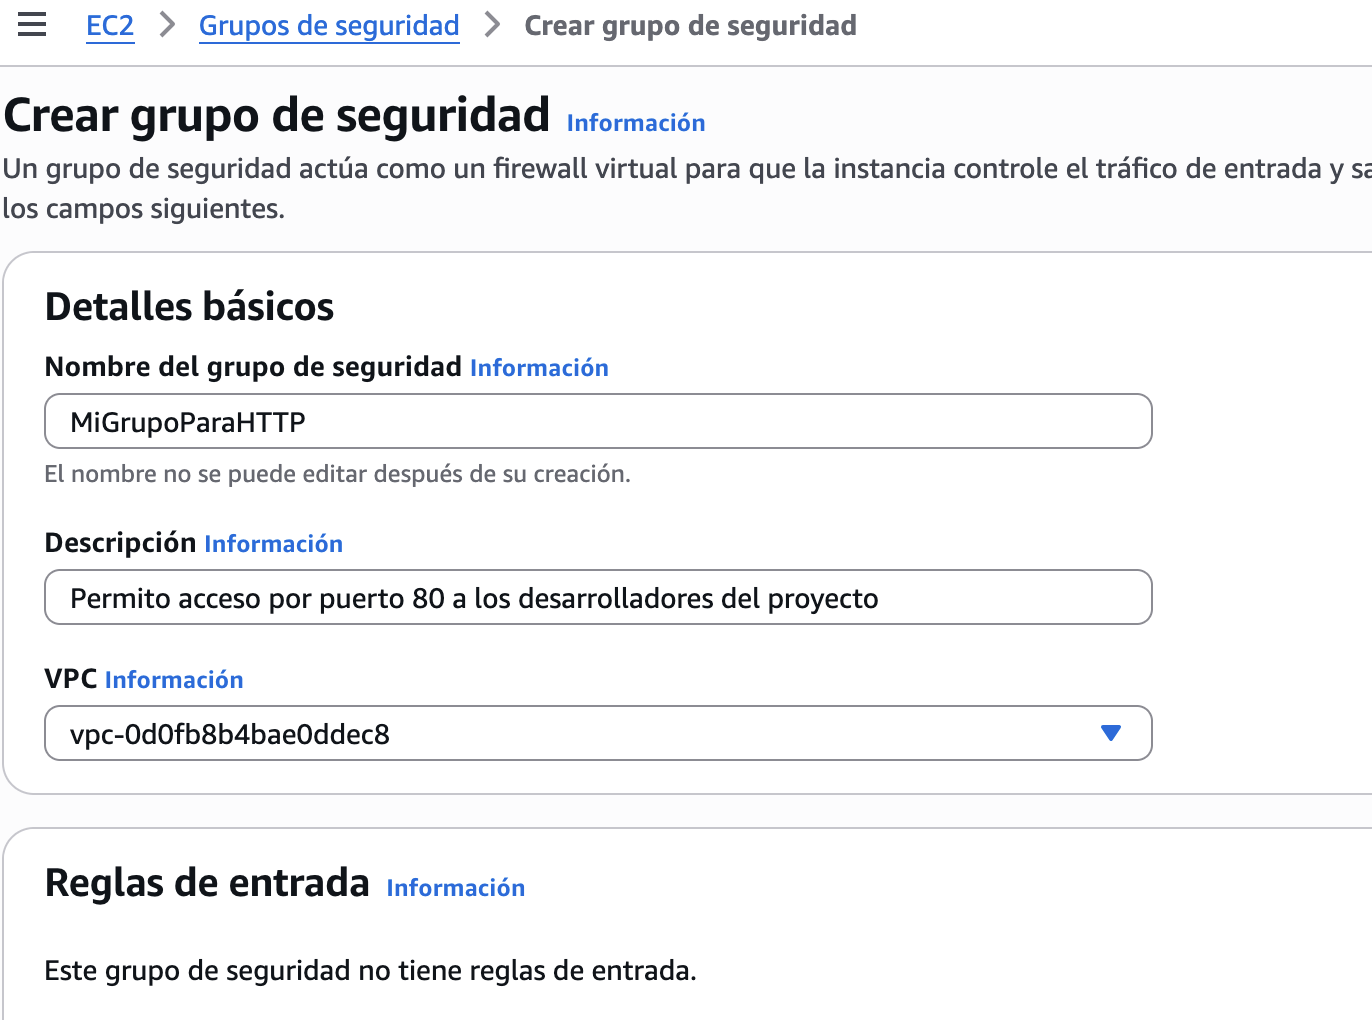 EC2 > Grupos de seguridad > Crear grupo de seguridad
Crear grupo de seguridad Información
Un grupo de seguridad actúa como un firewall virtual para que la instancia controle el tráfico de entrada y sa
los campos siguientes.
Detalles básicos
Nombre del grupo de seguridad Información
MiGrupoParaHTTP
El nombre no se puede editar después de su creación.
Descripción Información
Permito acceso por puerto 80 a los desarrolladores del proyecto
VPC Información
vpc-0d0fb8b4bae0ddec8
Reglas de entrada Información
Este grupo de seguridad no tiene reglas de entrada.